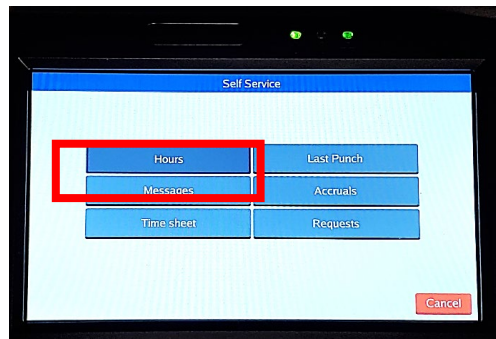 Self Service
Hours Last Punch
Messages Accruals
Time sheet Requests
Cancel